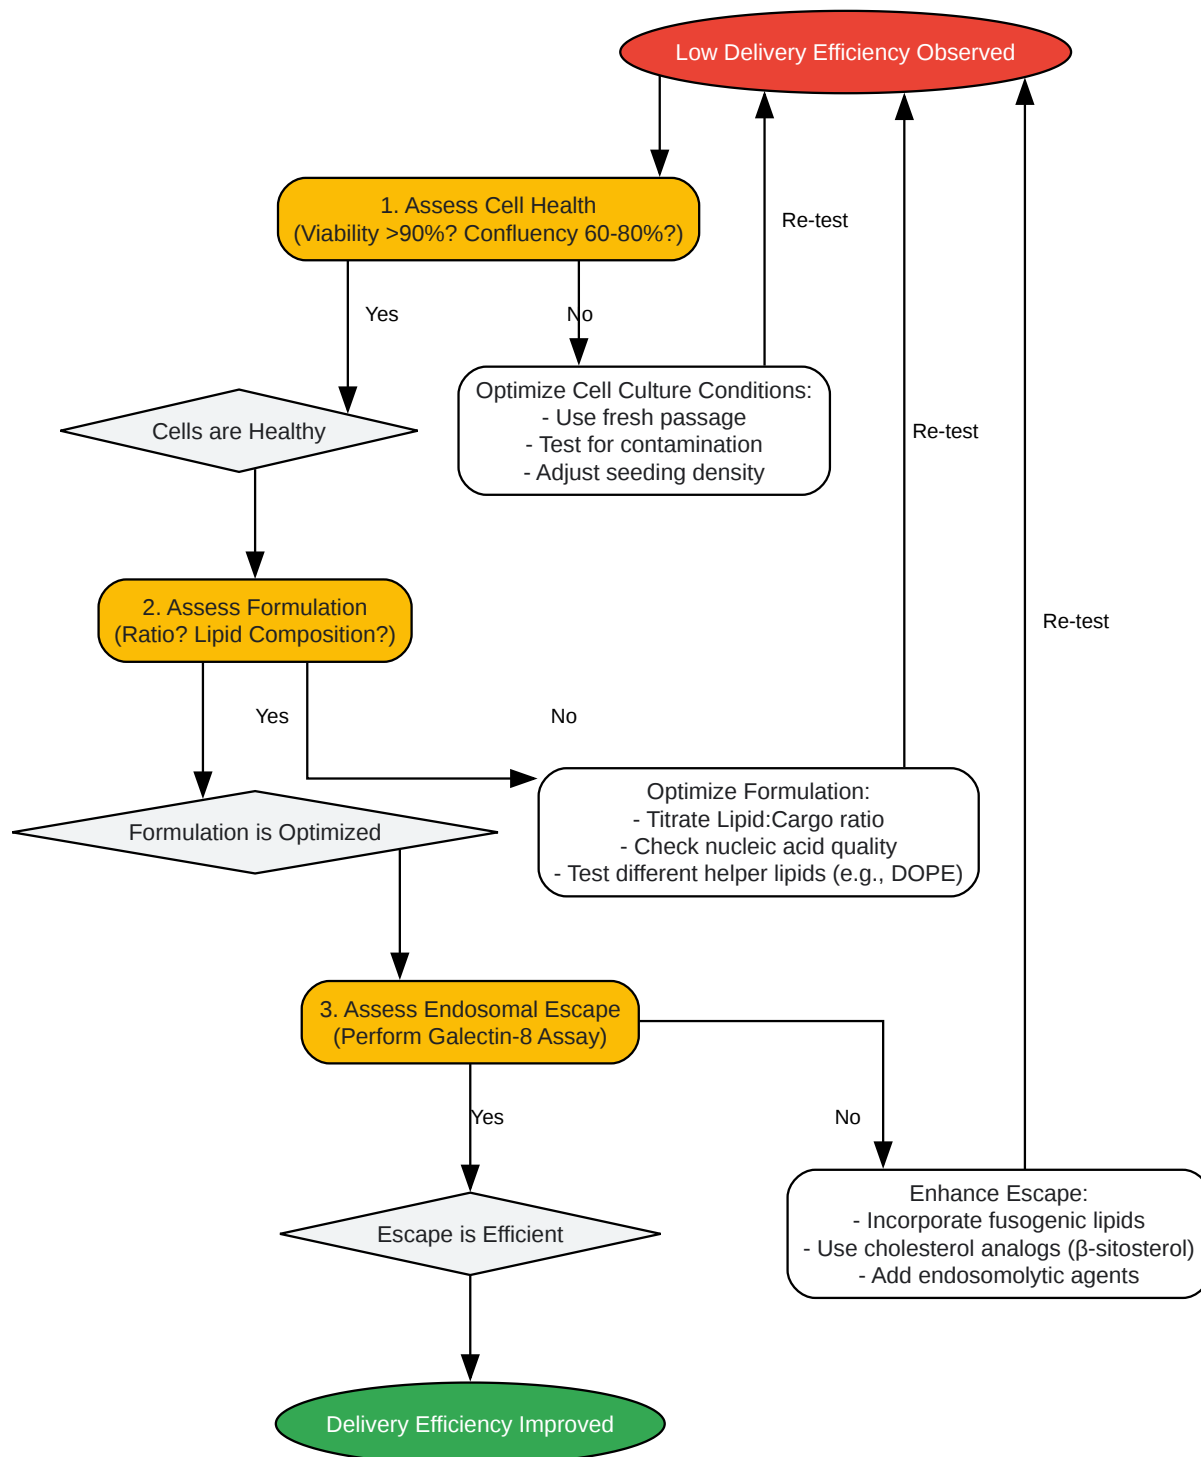 Low Delivery Efficiency Observed
1. Assess Cell Health
(Viability >90%? Confluency 60-80%?)
Re-test
Yes
No
Optimize Cell Culture Conditions:
- Use fresh passage
- Test for contamination
- Adjust seeding density
Cells are Healthy
Re-test
2. Assess Formulation
(Ratio? Lipid Composition?)
Re-test
Yes
No
Optimize Formulation:
- Titrate Lipid:Cargo ratio
- Check nucleic acid quality
- Test different helper lipids (e.g., DOPE)
Formulation is Optimized
3. Assess Endosomal Escape
(Perform Galectin-8 Assay)
Yes
No
Enhance Escape:
- Incorporate fusogenic lipids
- Use cholesterol analogs (β-sitosterol)
- Add endosomolytic agents
Escape is Efficient
Delivery Efficiency Improved